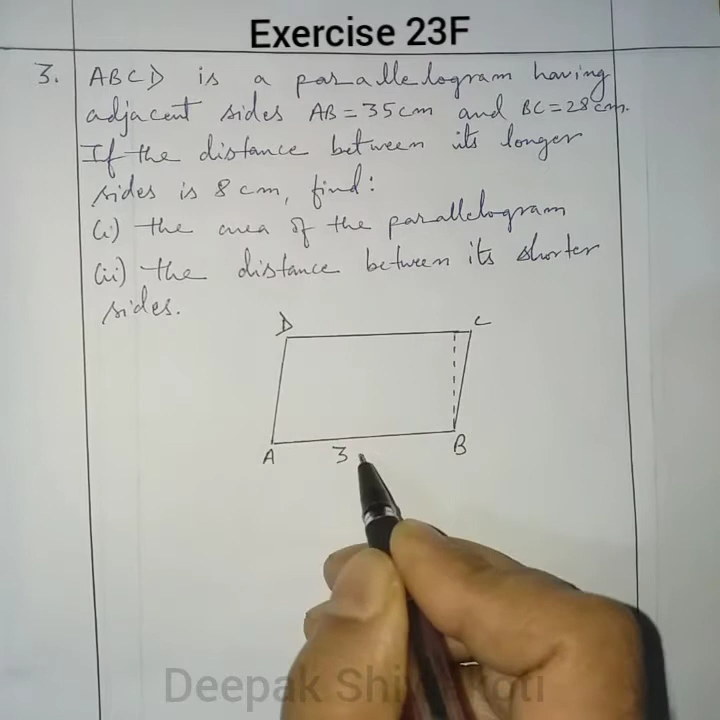 Exercise 23F
3. ABCD is a parallelogram having
adjacent sides AB = 35 cm and BC = 28 cm.
If the distance between its longer
sides is 8 cm, find:
(i) the area of the parallelogram
(ii) the distance between its shorter
sides.
D C
A 3 B
Deepak Shivakoti